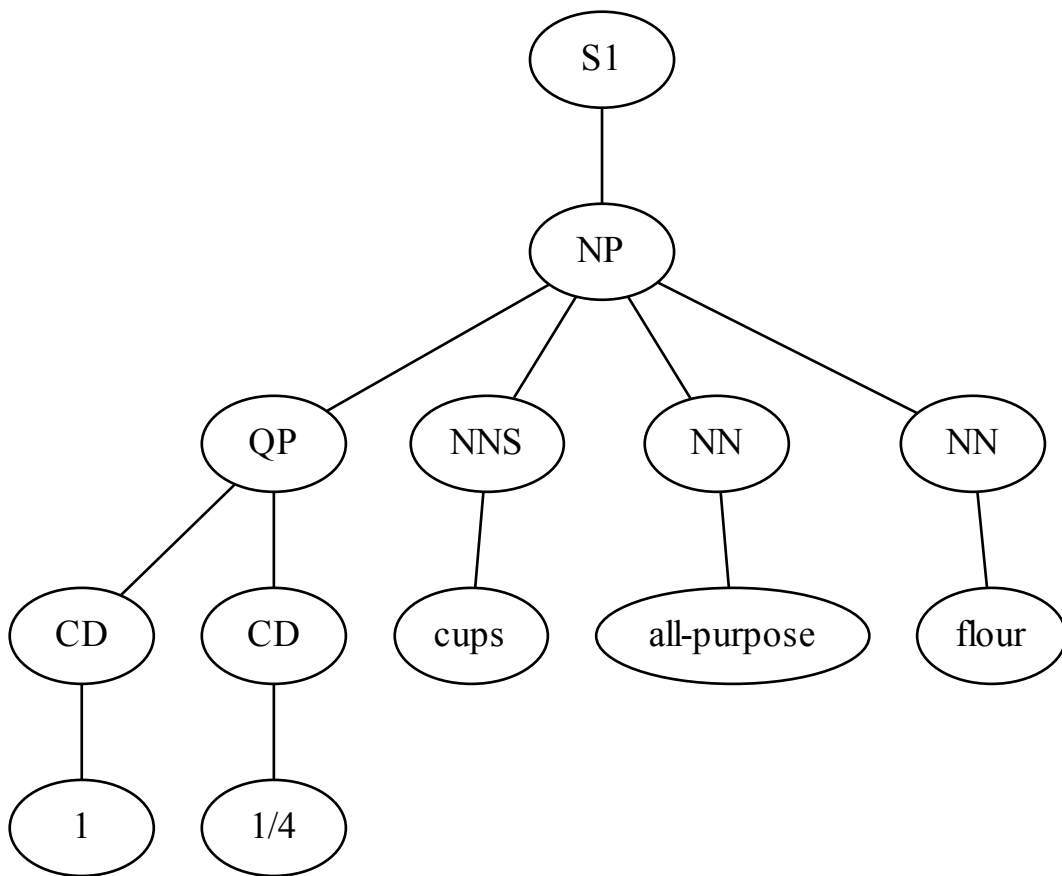 S1
NP
QP NNS NN NN
CD CD cups all-purpose flour
1 1/4